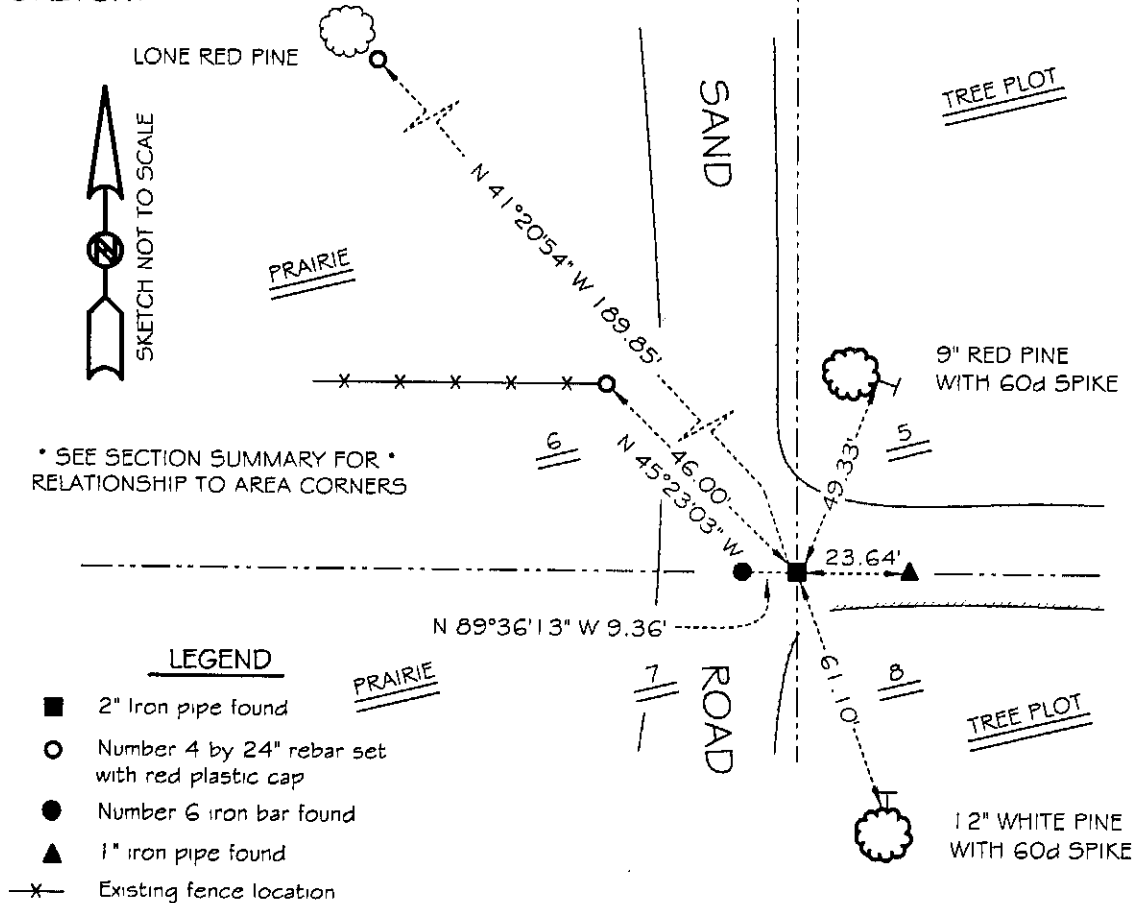 LONE RED PINE
SKETCH NOT TO SCALE
N
SAND
TREE PLOT
N 41°20'54" W 189.85'
PRAIRIE
9" RED PINE
WITH 60d SPIKE
6
5
* SEE SECTION SUMMARY FOR *
RELATIONSHIP TO AREA CORNERS
46.00'
N 45°23'03" W
49.33'
23.64'
N 89°36'13" W 9.36'
LEGEND
PRAIRIE
7
ROAD
8
61.10'
TREE PLOT
2" Iron pipe found
Number 4 by 24" rebar set
with red plastic cap
Number 6 iron bar found
1" iron pipe found
Existing fence location
12" WHITE PINE
WITH 60d SPIKE